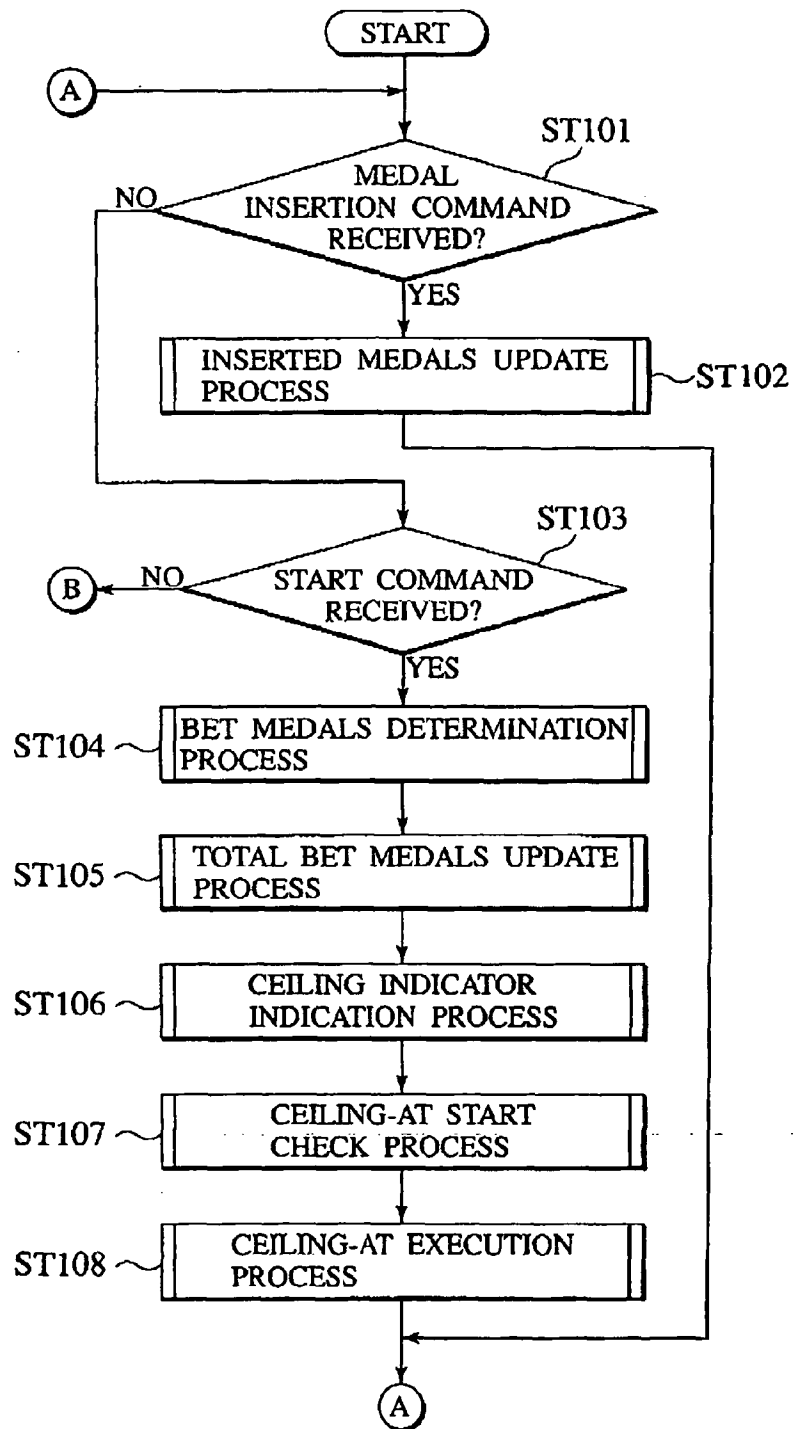 START
A
ST101
MEDAL
INSERTION COMMAND
RECEIVED?
NO
YES
INSERTED MEDALS UPDATE
PROCESS
ST102
ST103
START COMMAND
RECEIVED?
NO
B
YES
ST104
BET MEDALS DETERMINATION
PROCESS
ST105
TOTAL BET MEDALS UPDATE
PROCESS
ST106
CEILING INDICATOR
INDICATION PROCESS
ST107
CEILING-AT START
CHECK PROCESS
ST108
CEILING-AT EXECUTION
PROCESS
A